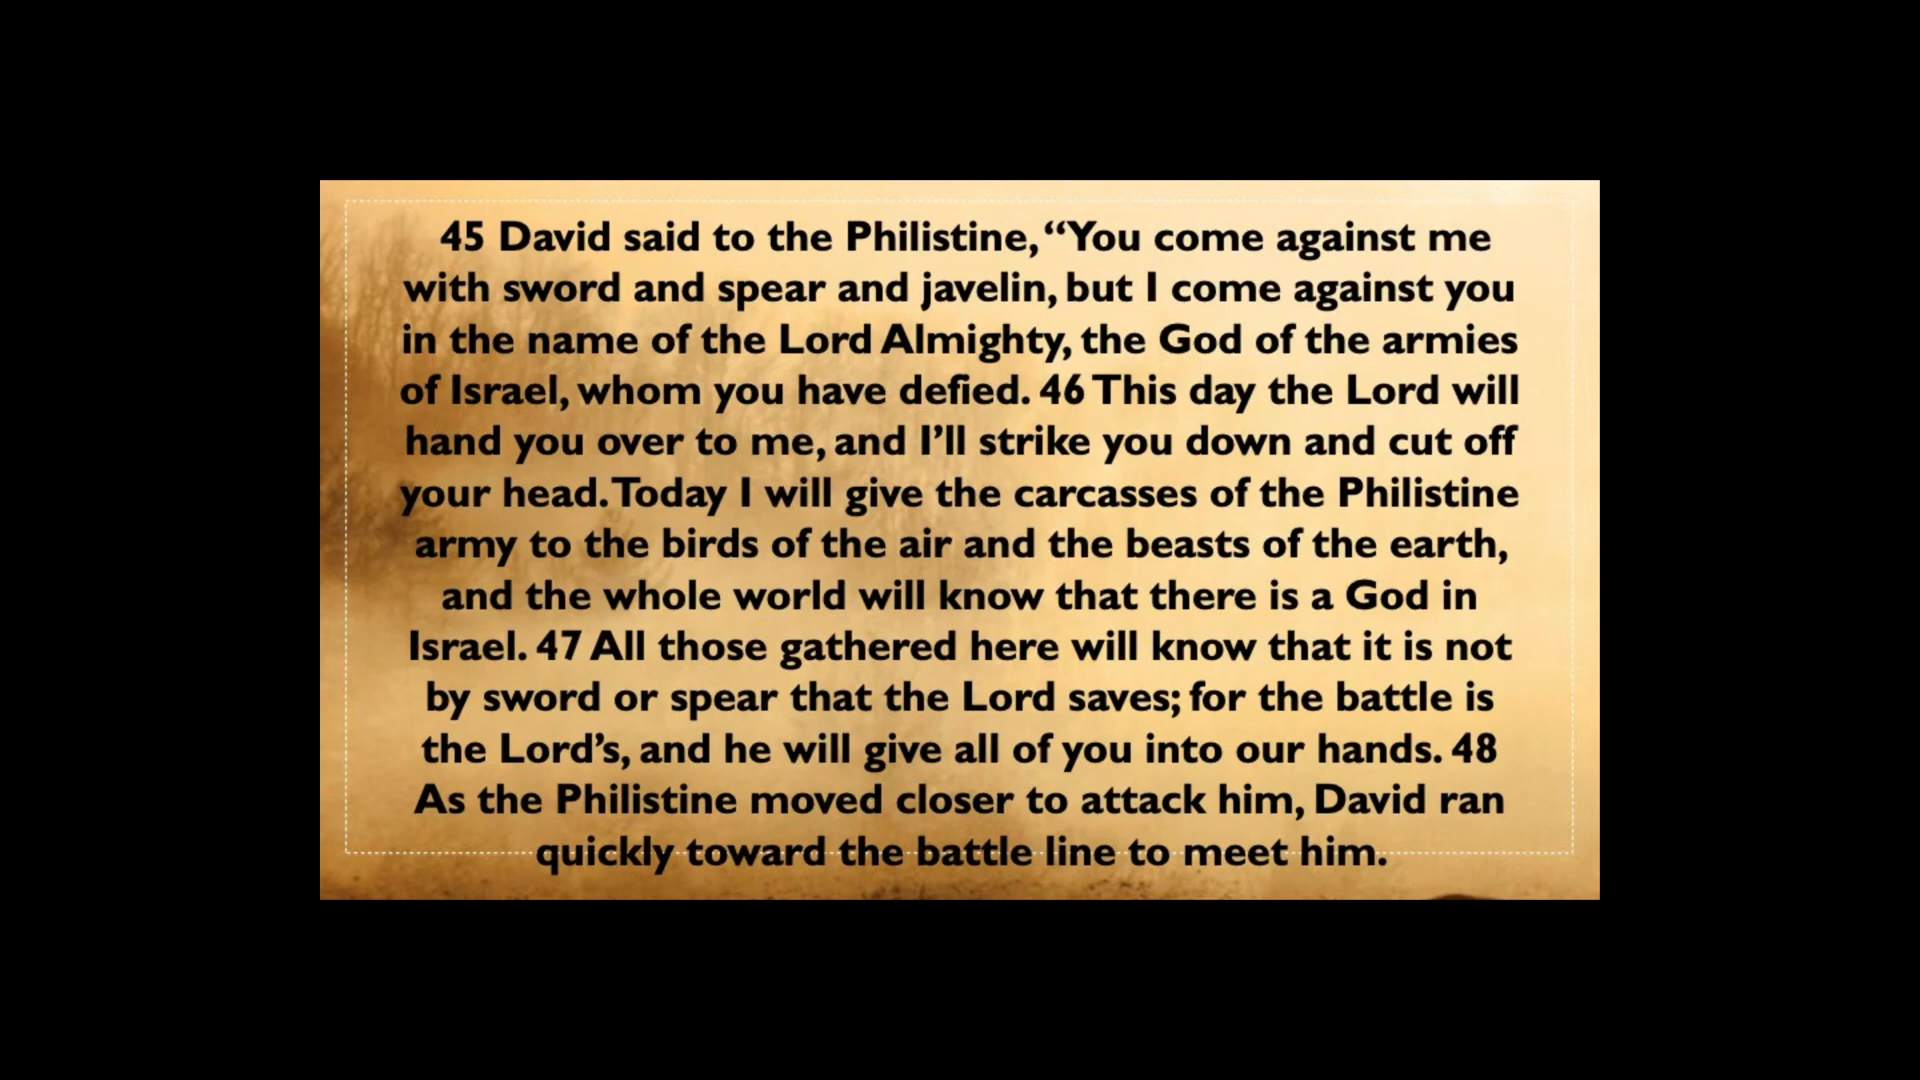 45 David said to the Philistine, “You come against me
with sword and spear and javelin, but I come against you
in the name of the Lord Almighty, the God of the armies
of Israel, whom you have defied. 46 This day the Lord will
hand you over to me, and I’ll strike you down and cut off
your head. Today I will give the carcasses of the Philistine
army to the birds of the air and the beasts of the earth,
and the whole world will know that there is a God in
Israel. 47 All those gathered here will know that it is not
by sword or spear that the Lord saves; for the battle is
the Lord’s, and he will give all of you into our hands. 48
As the Philistine moved closer to attack him, David ran
quickly toward the battle line to meet him.